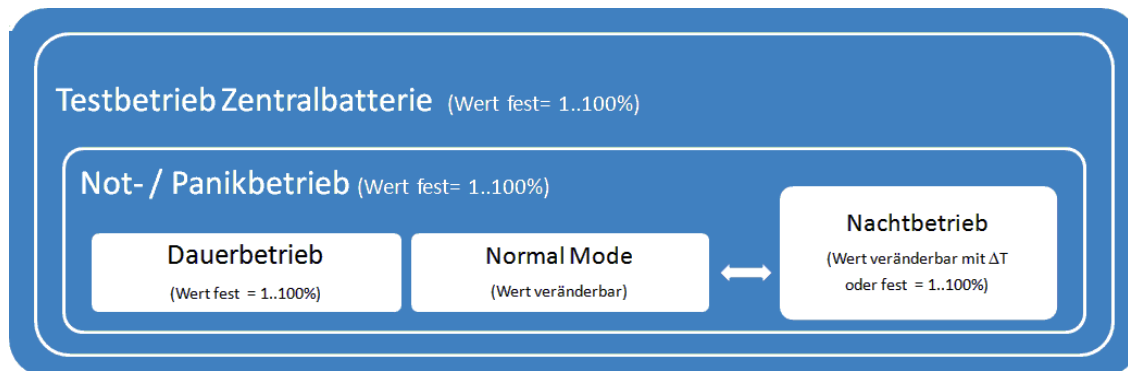 Testbetrieb Zentralbatterie (Wert fest= 1..100%)
Not- / Panikbetrieb (Wert fest= 1..100%)
Dauerbetrieb
(Wert fest = 1..100%)
Normal Mode
(Wert veränderbar)
Nachtbetrieb
(Wert veränderbar mit ΔT
oder fest = 1..100%)